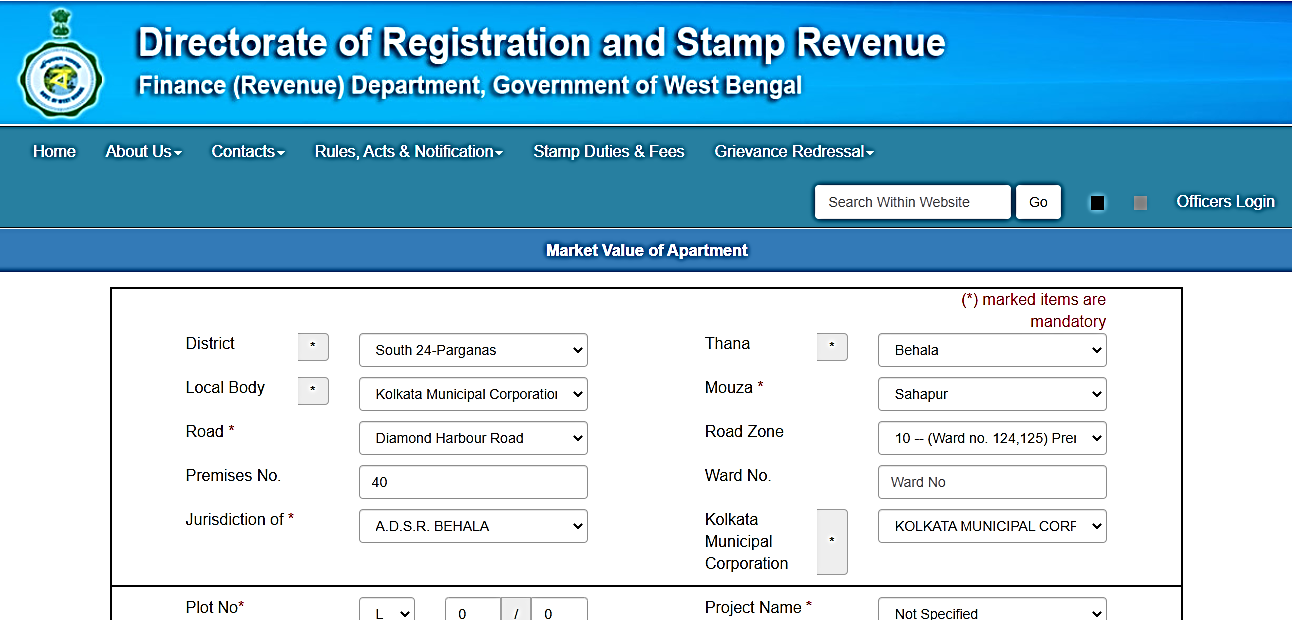 Directorate of Registration and Stamp Revenue
Finance (Revenue) Department, Government of West Bengal
Home About Us Contacts Rules, Acts & Notification Stamp Duties & Fees Grievance Redressal
Search Within Website Go Officers Login
Market Value of Apartment
(*) marked items are
mandatory
District * South 24-Parganas Thana * Behala
Local Body * Kolkata Municipal Corporation Mouza * Sahapur
Road * Diamond Harbour Road Road Zone 10 -- (Ward no. 124,125) Prem
Premises No. 40 Ward No. Ward No
Jurisdiction of * A.D.S.R. BEHALA Kolkata
Municipal
Corporation * KOLKATA MUNICIPAL CORP
Plot No* L 0 / 0 Project Name * Not Specified